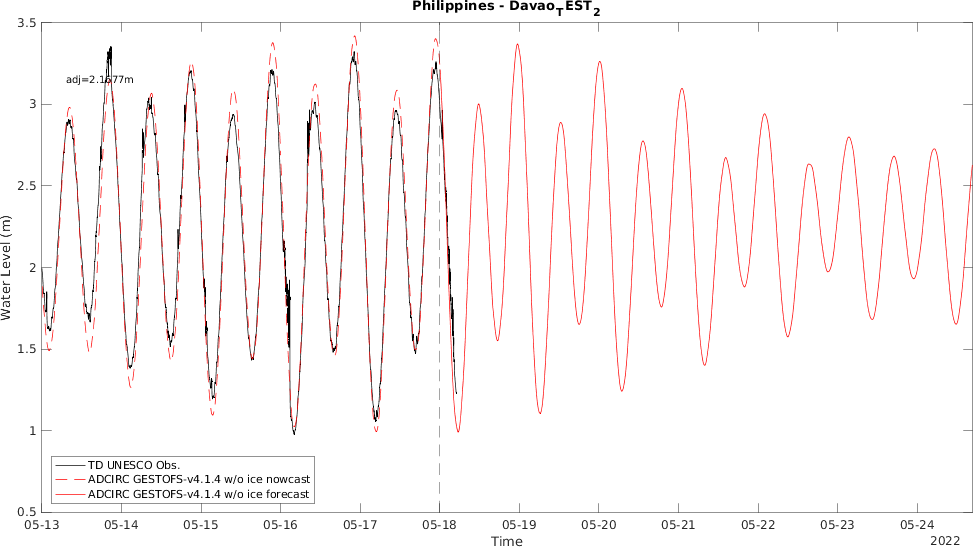 Philippines - Davao_TEST_2
3.5
3
2.5
2
1.5
1
0.5
Water Level (m)
adj=2.1677m
TD UNESCO Obs.
ADCIRC GESTOFS-v4.1.4 w/o ice nowcast
ADCIRC GESTOFS-v4.1.4 w/o ice forecast
05-13 05-14 05-15 05-16 05-17 05-18 05-19 05-20 05-21 05-22 05-23 05-24
Time
2022